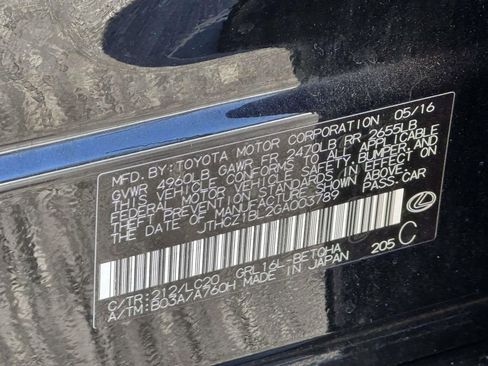 MFD. BY: TOYOTA MOTOR CORPORATION 05/16
GVWR 4960LB GAWR FR 2470LB/RR 2655LB
THIS VEHICLE CONFORMS TO ALL APPLICABLE
FEDERAL MOTOR VEHICLE SAFETY, BUMPER, AND
THEFT PREVENTION STANDARDS IN EFFECT ON
THE DATE OF MANUFACTURE SHOWN ABOVE.
JTHCZ1BL2GA003789 PASS.CAR
C/TR:212/LC20 GRL16L-BETQHA 205 C
A/TM:B03A/A760H MADE IN JAPAN